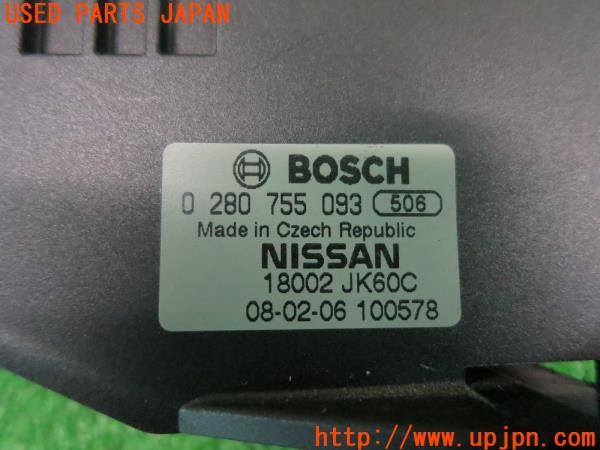 USED PARTS JAPAN
BOSCH
0 280 755 093 506
Made in Czech Republic
NISSAN
18002 JK60C
08-02-06 100578
http://www.upjpn.com/